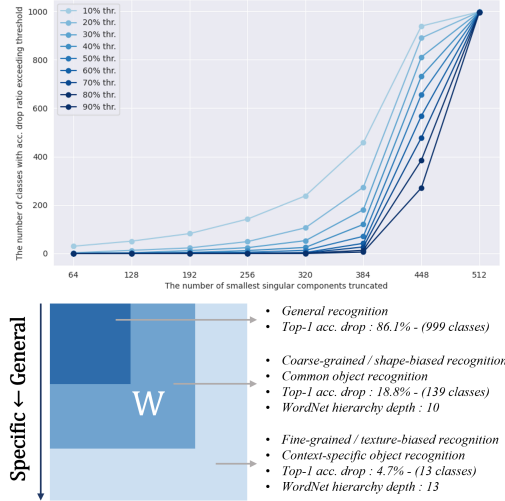 The number of classes with acc. drop ratio exceeding threshold
1000
800
600
400
200
0
10% thr.
20% thr.
30% thr.
40% thr.
50% thr.
60% thr.
70% thr.
80% thr.
90% thr.
64 128 192 256 320 384 448 512
The number of smallest singular components truncated
Specific ← General
W
• General recognition
• Top-1 acc. drop : 86.1% - (999 classes)
• Coarse-grained / shape-biased recognition
• Common object recognition
• Top-1 acc. drop : 18.8% - (139 classes)
• WordNet hierarchy depth : 10
• Fine-grained / texture-biased recognition
• Context-specific object recognition
• Top-1 acc. drop : 4.7% - (13 classes)
• WordNet hierarchy depth : 13